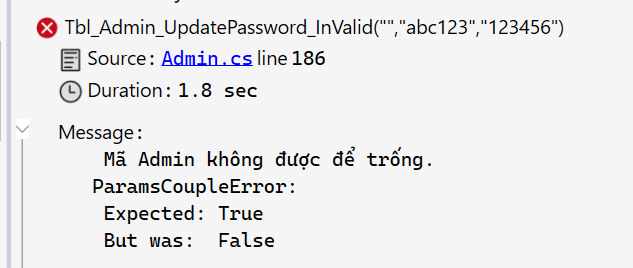 Tbl_Admin_UpdatePassword_InValid("","abc123","123456")
Source: Admin.cs line 186
Duration: 1.8 sec
Message:
Mã Admin không được để trống.
ParamsCoupleError:
Expected: True
But was: False